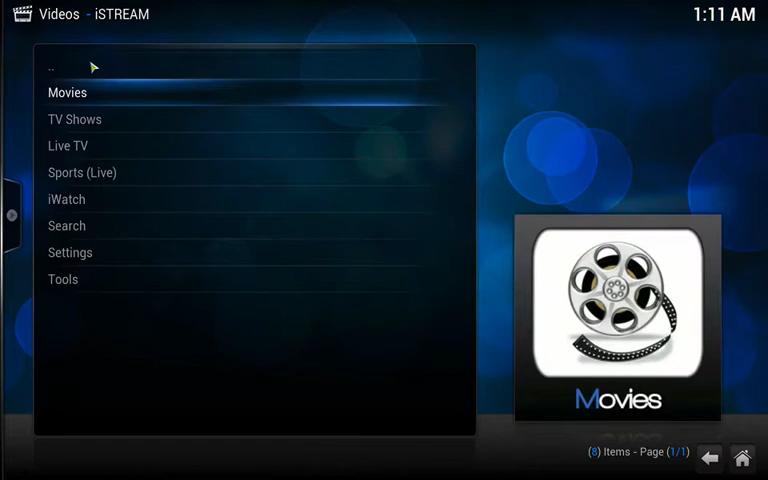 Videos - iSTREAM
1:11 AM
..
Movies
TV Shows
Live TV
Sports (Live)
iWatch
Search
Settings
Tools
Movies
(8) Items - Page (1/1)